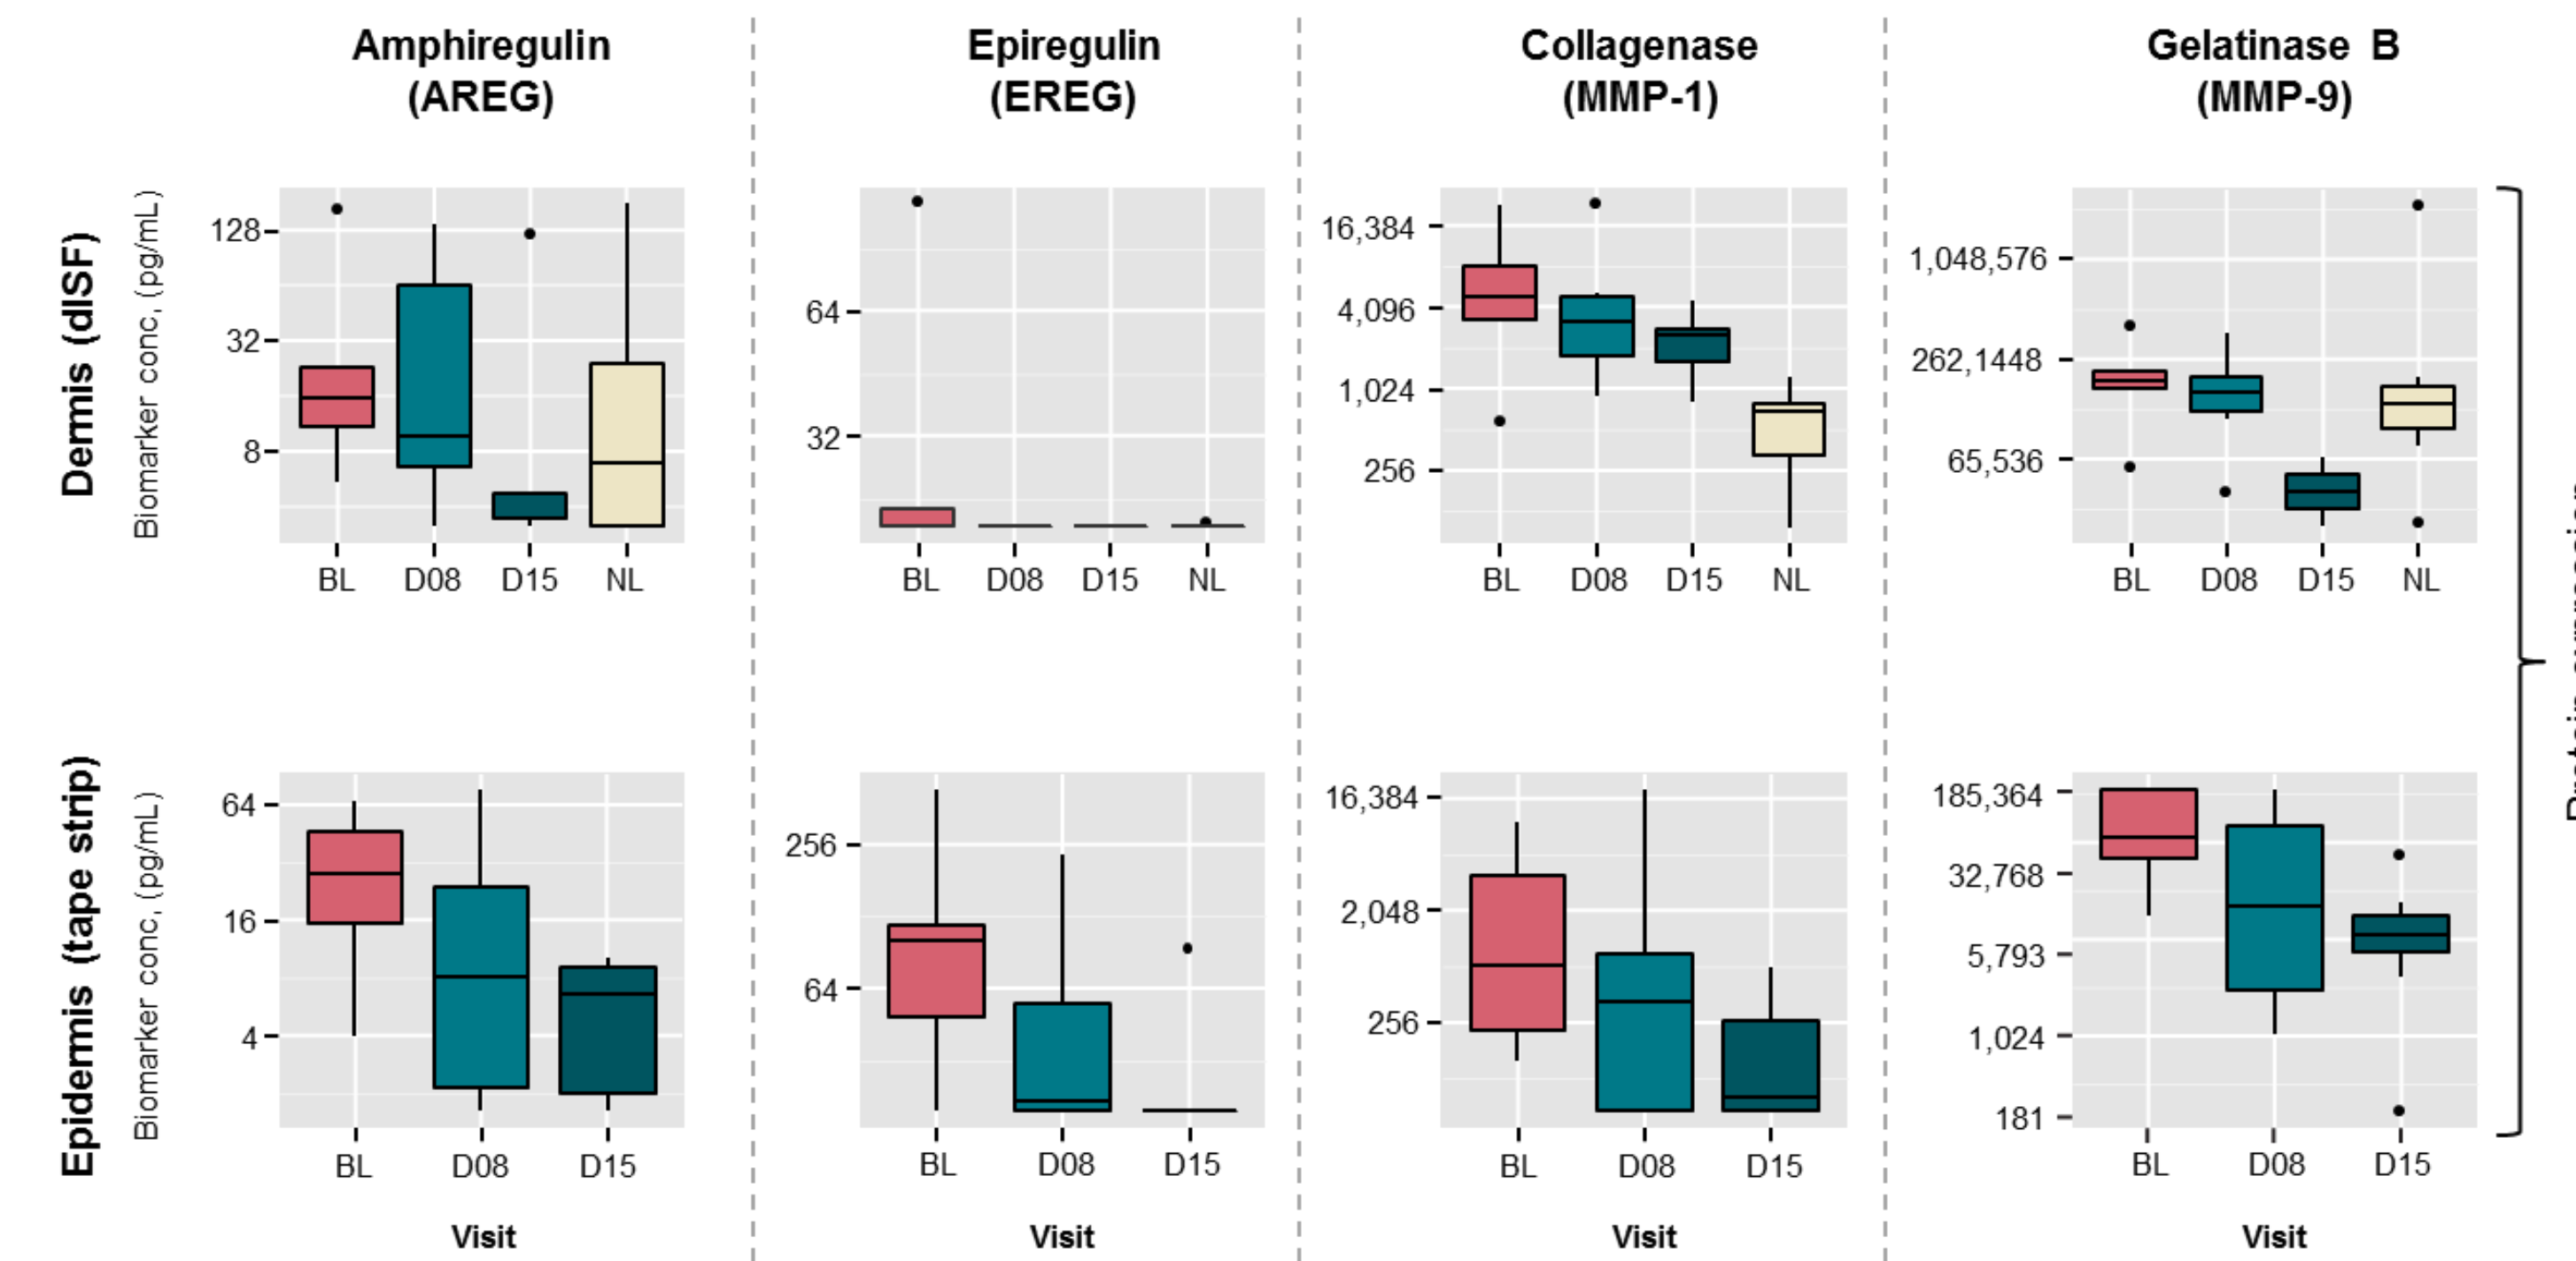 Amphiregulin
(AREG)
Epiregulin
(EREG)
Collagenase
(MMP-1)
Gelatinase B
(MMP-9)
Demis (dISF)
Biomarker conc, (pg/mL)
128
32
8
BL D08 D15 NL
64
32
BL D08 D15 NL
16,384
4,096
1,024
256
BL D08 D15 NL
1,048,576
262,1448
65,536
BL D08 D15 NL
Epidemis (tape strip)
Biomarker conc, (pg/mL)
64
16
4
BL D08 D15
Visit
256
64
BL D08 D15
Visit
16,384
2,048
256
BL D08 D15
Visit
185,364
32,768
5,793
1,024
181
BL D08 D15
Visit